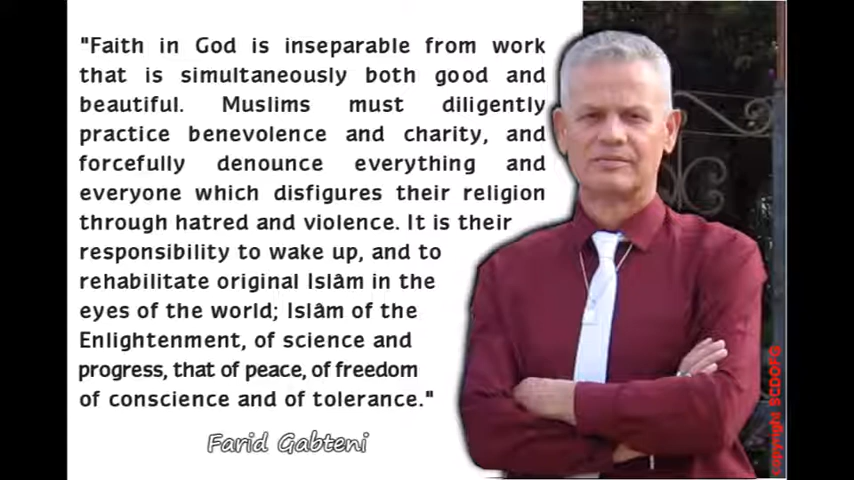 "Faith in God is inseparable from work
that is simultaneously both good and
beautiful. Muslims must diligently
practice benevolence and charity, and
forcefully denounce everything and
everyone which disfigures their religion
through hatred and violence. It is their
responsibility to wake up, and to
rehabilitate original Islâm in the
eyes of the world; Islâm of the
Enlightenment, of science and
progress, that of peace, of freedom
of conscience and of tolerance."
Farid Gabteni
copyright SCDOFG